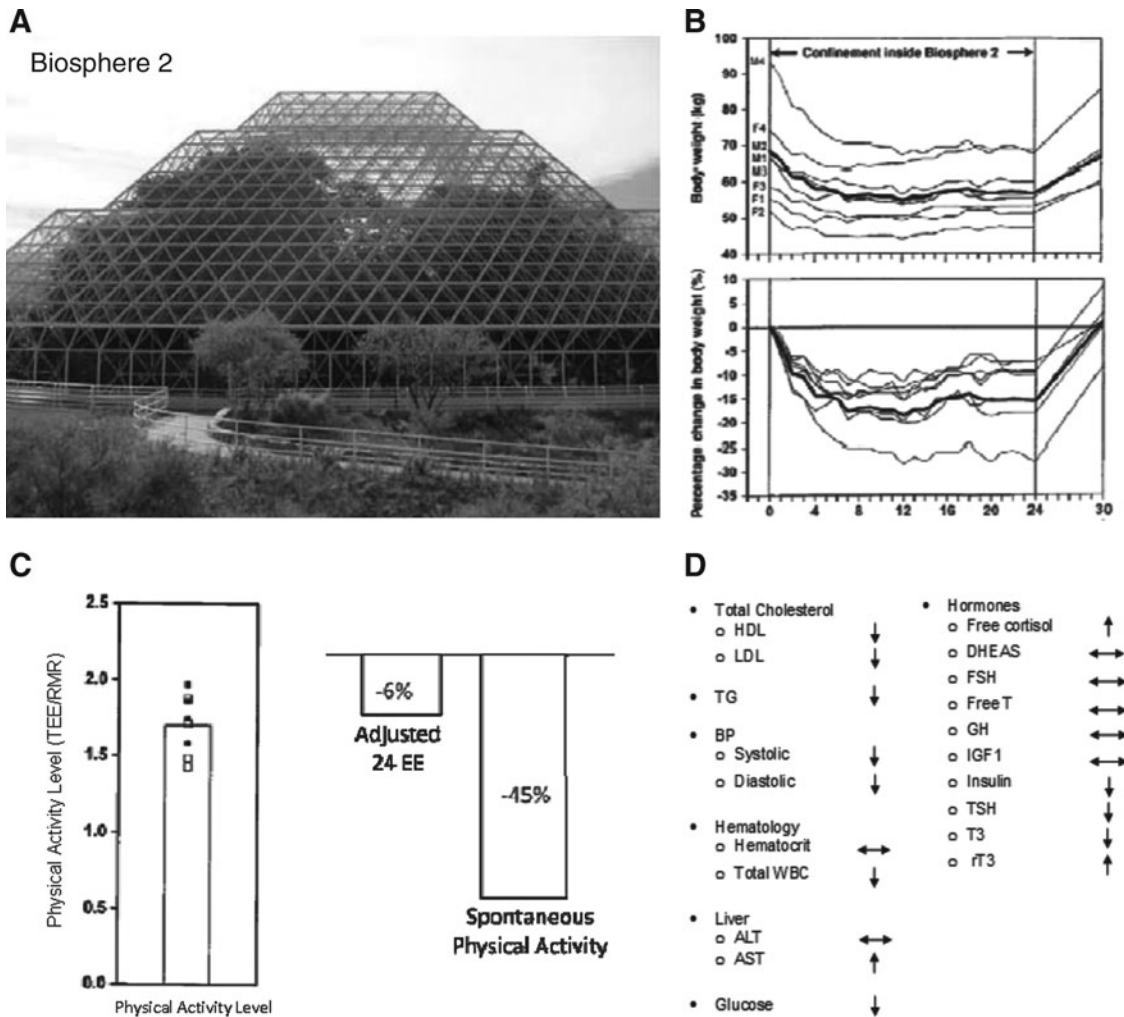 A
Biosphere 2
B
Confinement inside Biosphere 2
Body weight (kg)
100
90
80
70
60
50
40
M4
F4
M2
M1
M3
F3
F1
F2
Percentage change in body weight (%)
10
5
0
-5
-10
-15
-20
-25
-30
-35
0
4
8
12
16
20
24
30
C
Physical Activity Level (TEE/RMR)
2.5
2.0
1.5
1.0
0.5
0.0
Physical Activity Level
-6%
Adjusted
24 EE
-45%
Spontaneous
Physical Activity
D
• Total Cholesterol
o HDL ↓
o LDL ↓
• TG ↓
• BP
o Systolic ↓
o Diastolic ↓
• Hematology
o Hematocrit ↔
o Total WBC ↓
• Liver
o ALT ↔
o AST ↑
• Glucose ↓
• Hormones
o Free cortisol ↑
o DHEAS ↔
o FSH ↔
o Free T ↔
o GH ↔
o IGF1 ↔
o Insulin ↓
o TSH ↓
o T3 ↓
o rT3 ↑